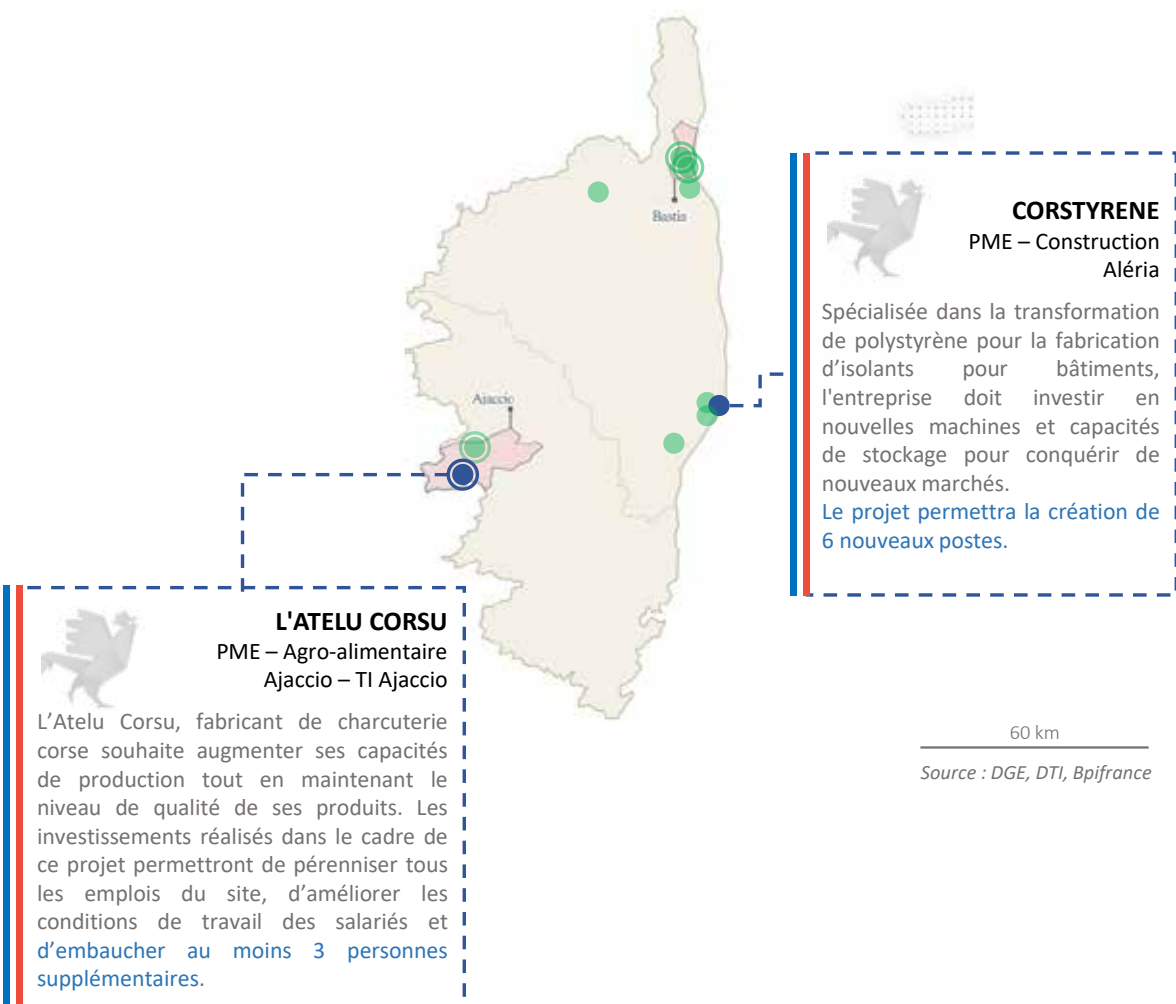 Bastia
Ajaccio
CORSTYRENE
PME – Construction
Aléria
Spécialisée dans la transformation
de polystyrène pour la fabrication
d'isolants pour bâtiments,
l'entreprise doit investir en
nouvelles machines et capacités
de stockage pour conquérir de
nouveaux marchés.
Le projet permettra la création de
6 nouveaux postes.
L'ATELU CORSU
PME – Agro-alimentaire
Ajaccio – TI Ajaccio
L’Atelu Corsu, fabricant de charcuterie
corse souhaite augmenter ses capacités
de production tout en maintenant le
niveau de qualité de ses produits. Les
investissements réalisés dans le cadre de
ce projet permettront de pérenniser tous
les emplois du site, d’améliorer les
conditions de travail des salariés et
d’embaucher au moins 3 personnes
supplémentaires.
60 km
Source : DGE, DTI, Bpifrance